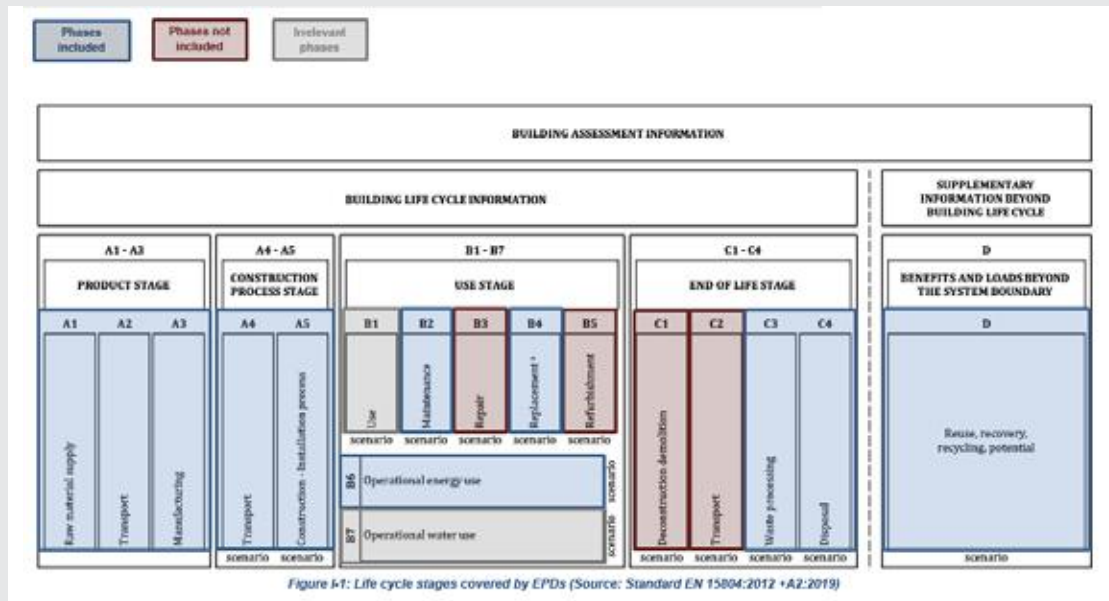 Phases included
Phases not included
Irrelevant phases
BUILDING ASSESSMENT INFORMATION
BUILDING LIFE CYCLE INFORMATION
SUPPLEMENTARY
INFORMATION BEYOND
BUILDING LIFE CYCLE
A1 - A3
A4 - A5
B1 - B7
C1 - C4
D
PRODUCT STAGE
CONSTRUCTION
PROCESS STAGE
USE STAGE
END OF LIFE STAGE
BENEFITS AND LOADS BEYOND
THE SYSTEM BOUNDARY
A1
A2
A3
A4
A5
B1
B2
B3
B4
B5
C1
C2
C3
C4
D
Raw material supply
Transport
Manufacturing
Transport
Construction - Installation process
Use
Maintenance
Repair
Replacement
Refurbishment
Deconstruction demolition
Transport
Waste processing
Disposal
Reuse, recovery,
recycling, potential
scenario scenario scenario scenario scenario
B6 Operational energy use scenario
B7 Operational water use scenario
scenario scenario
scenario scenario scenario scenario
scenario
Figure I-1: Life cycle stages covered by EPDs (Source: Standard EN 15804:2012 +A2:2019)